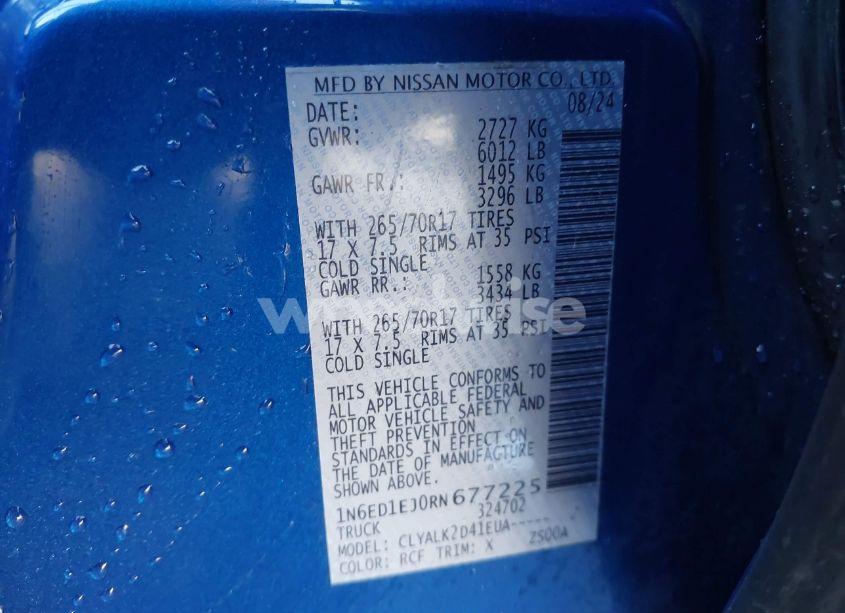 MFD BY NISSAN MOTOR CO., LTD.
DATE: 08/24
GVWR: 2727 KG
6012 LB
GAWR FR.: 1495 KG
3296 LB
WITH 265/70R17 TIRES
17 X 7.5 RIMS AT 35 PSI
COLD SINGLE
GAWR RR.: 1558 KG
3434 LB
WITH 265/70R17 TIRES
17 X 7.5 RIMS AT 35 PSI
COLD SINGLE
THIS VEHICLE CONFORMS TO
ALL APPLICABLE FEDERAL
MOTOR VEHICLE SAFETY AND
THEFT PREVENTION
STANDARDS IN EFFECT ON
THE DATE OF MANUFACTURE
SHOWN ABOVE.
1N6ED1EJ0RN677225
TRUCK 324702
MODEL: CLYALK2D41EUA-----
COLOR: RCF TRIM: X ZS00A